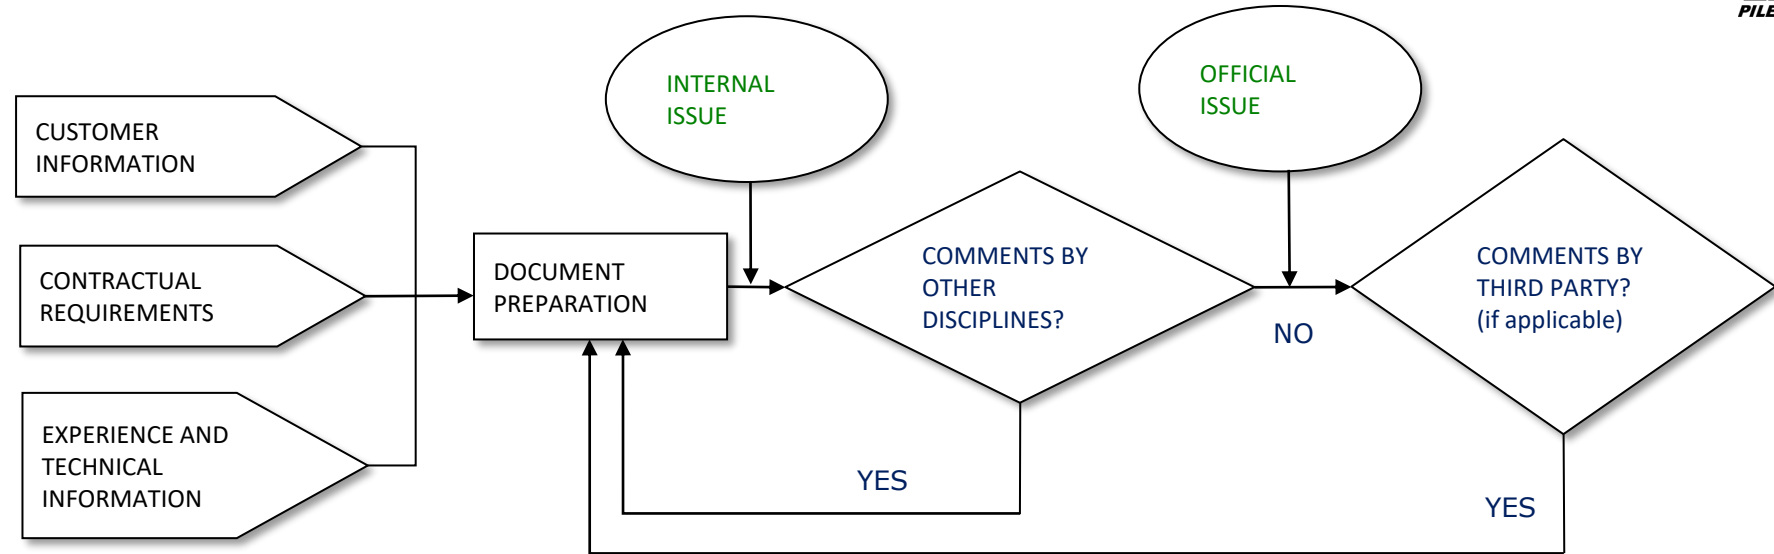 PILE
CUSTOMER
INFORMATION
CONTRACTUAL
REQUIREMENTS
EXPERIENCE AND
TECHNICAL
INFORMATION
DOCUMENT
PREPARATION
INTERNAL
ISSUE
COMMENTS BY
OTHER
DISCIPLINES?
YES
OFFICIAL
ISSUE
NO
COMMENTS BY
THIRD PARTY?
(if applicable)
YES